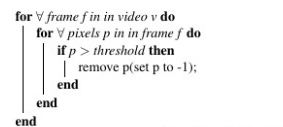 for ∀ frame f in in video v do
for ∀ pixels p in in frame f do
if p > threshold then
remove p(set p to -1);
end
end
end